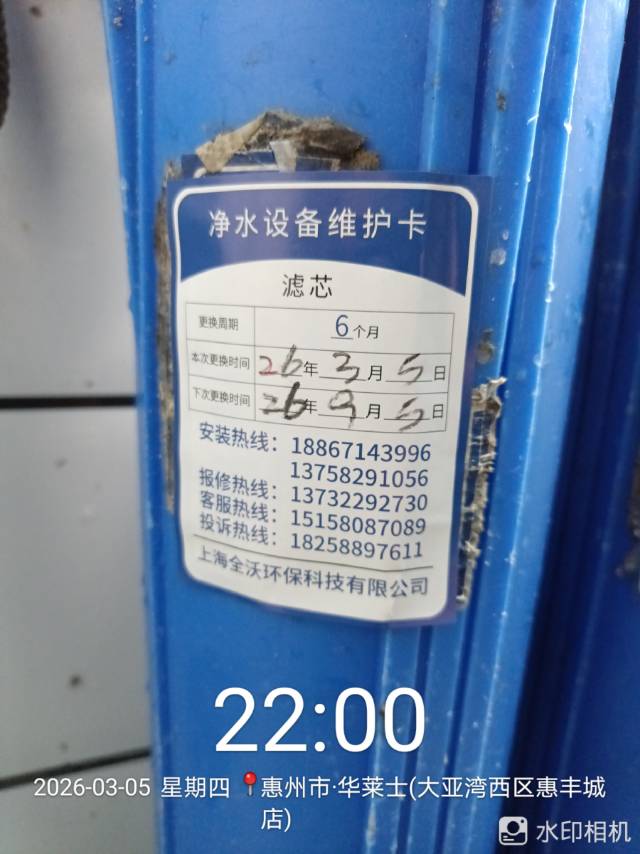 净水设备维护卡
滤芯
更换周期 6个月
本次更换时间 26年3月5日
下次更换时间 26年9月5日
安装热线：18867143996
13758291056
报修热线：13732292730
客服热线：15158087089
投诉热线：18258897611
上海全沃环保科技有限公司
22:00
2026-03-05 星期四 惠州市·华莱士(大亚湾西区惠丰城
店)
水印相机